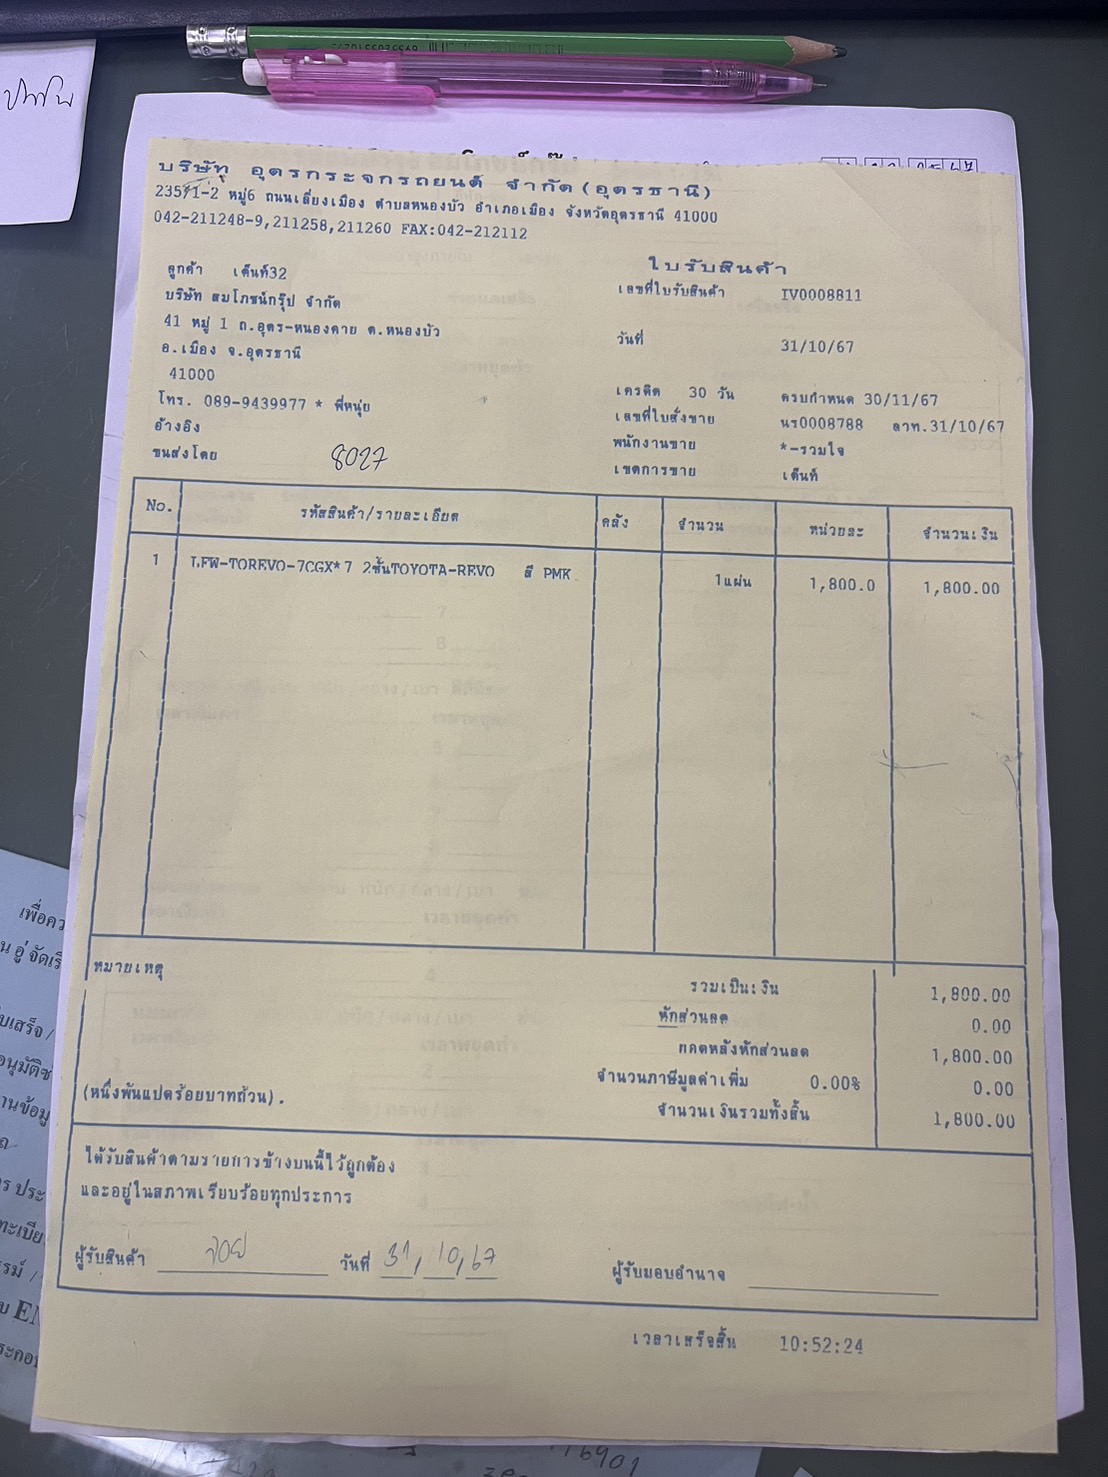 บริษัท อุดรกระจกรถยนต์ จำกัด(อุดรธานี)
235/1-2 หมู่6 ถนนเลี่ยงเมือง ตำบลหนองบัว อำเภอเมือง จังหวัดอุดรธานี 41000
042-211248-9,211258,211260 FAX:042-212112
ใบรับสินค้า
ลูกค้า เต็นท์32
เลขที่ใบรับสินค้า IV0008811
บริษัท สมโภชน์กรุ๊ป จำกัด
41 หมู่ 1 ถ.อุดร-หนองคาย ต.หนองบัว
วันที่ 31/10/67
อ.เมือง จ.อุดรธานี
41000
เครดิต 30 วัน ครบกำหนด 30/11/67
โทร. 089-9439977 * พี่หนุ่ย
เลขที่ใบสั่งขาย นร0008788 ลาท.31/10/67
อ้างอิง
พนักงานขาย *-รวมใจ
ขนส่งโดย 8027
เขตการขาย เต็นท์
No. รหัสสินค้า/รายละเอียด คลัง จำนวน หน่วยละ จำนวนเงิน
1 LFW-TOREVO-7CGX*7 2ชั้นTOYOTA-REVO สี PMK 1แผ่น 1,800.0 1,800.00
หมายเหตุ
รวมเป็นเงิน 1,800.00
หักส่วนลด 0.00
ยอดหลังหักส่วนลด 1,800.00
จำนวนภาษีมูลค่าเพิ่ม 0.00% 0.00
(หนึ่งพันแปดร้อยบาทถ้วน).
จำนวนเงินรวมทั้งสิ้น 1,800.00
ได้รับสินค้าตามรายการข้างบนนี้ไว้ถูกต้อง
และอยู่ในสภาพเรียบร้อยทุกประการ
ผู้รับสินค้า วันที่ 31, 10, 67
ผู้รับมอบอำนาจ
เวลาเสร็จสิ้น 10:52:24